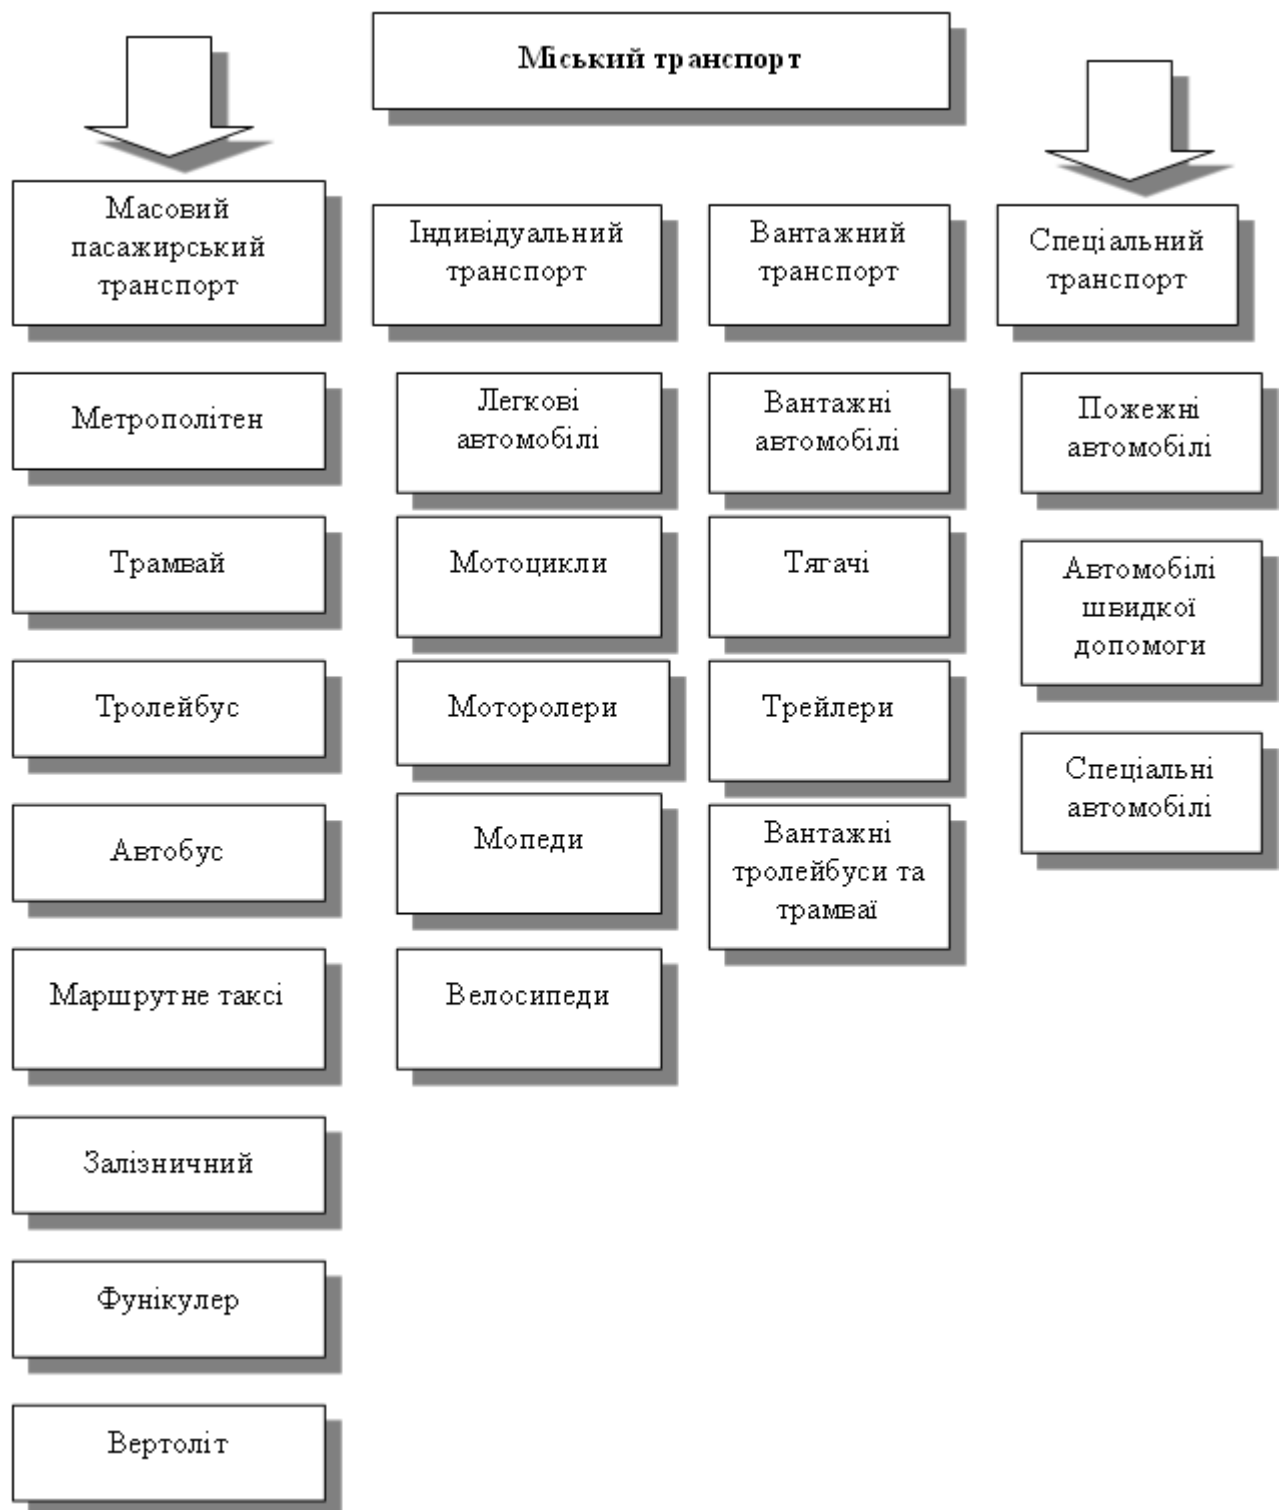 Міський транспорт
Масовий
пасажирський
транспорт
Індивідуальний
транспорт
Вантажний
транспорт
Спеціальний
транспорт
Метрополітен
Трамвай
Тролейбус
Автобус
Маршрутне таксі
Залізничний
Фунікулер
Вертоліт
Легкові
автомобілі
Мотоцикли
Моторолери
Мопеди
Велосипеди
Вантажні
автомобілі
Тягачі
Трейлери
Вантажні
тролейбуси та
трамваї
Пожежні
автомобілі
Автомобілі
швидкої
допомоги
Спеціальні
автомобілі